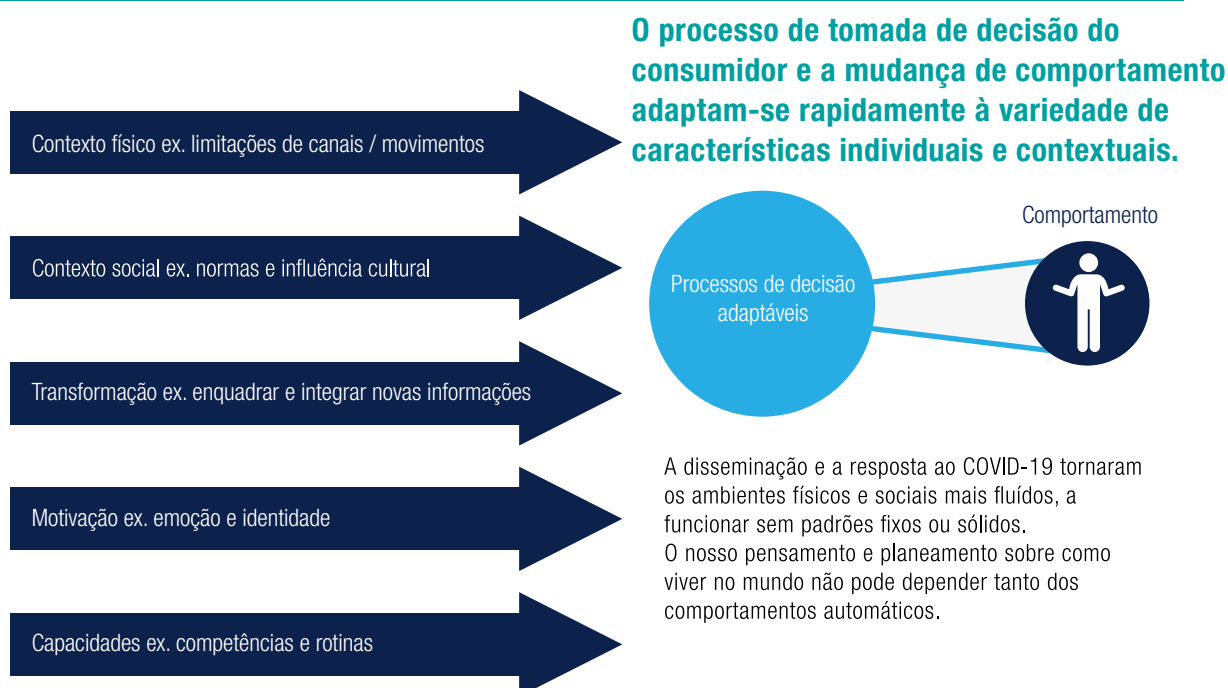 O processo de tomada de decisão do
consumidor e a mudança de comportamento
adaptam-se rapidamente à variedade de
características individuais e contextuais.
Contexto físico ex. limitações de canais / movimentos
Contexto social ex. normas e influência cultural
Transformação ex. enquadrar e integrar novas informações
Motivação ex. emoção e identidade
Capacidades ex. competências e rotinas
Processos de decisão
adaptáveis
Comportamento
A disseminação e a resposta ao COVID-19 tornaram
os ambientes físicos e sociais mais fluídos, a
funcionar sem padrões fixos ou sólidos.
O nosso pensamento e planeamento sobre como
viver no mundo não pode depender tanto dos
comportamentos automáticos.